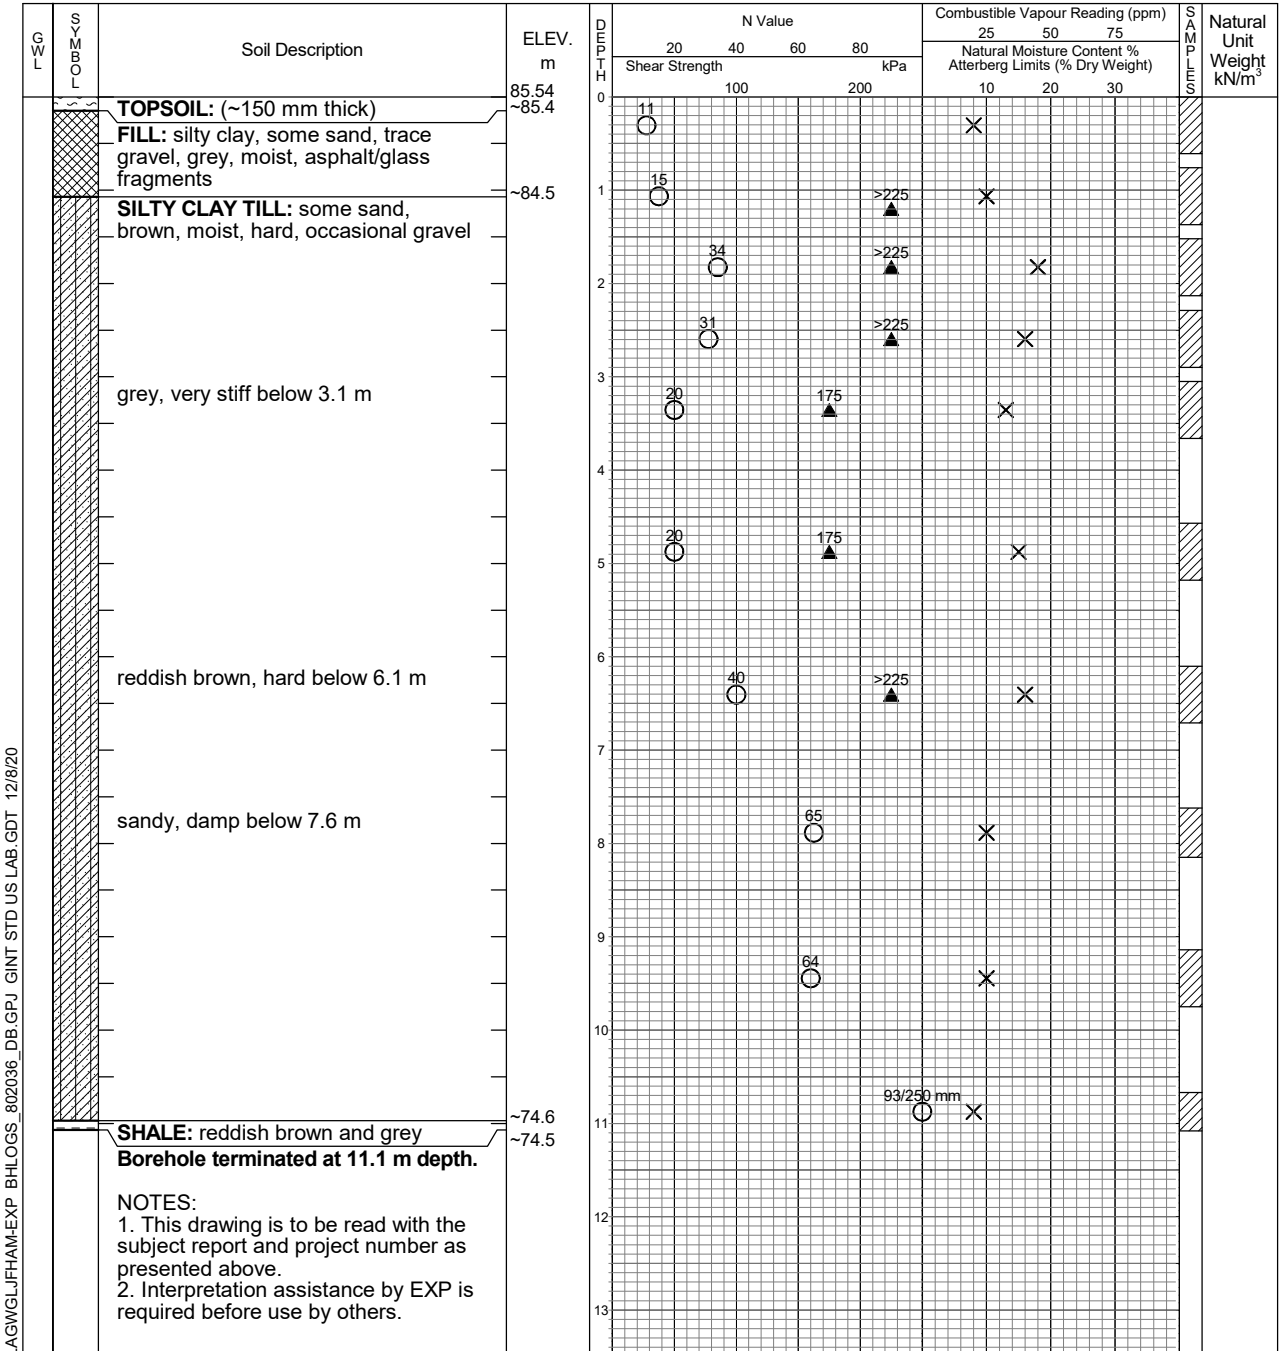 GWL
SYMBOL
Soil Description
ELEV.
m
DEPTH
N Value
20 40 60 80
Shear Strength kPa
100 200
Combustible Vapour Reading (ppm)
25 50 75
Natural Moisture Content %
Atterberg Limits (% Dry Weight)
10 20 30
SAMPLES
Natural
Unit
Weight
kN/m³
85.54
0
TOPSOIL: (~150 mm thick)
~85.4
11
FILL: silty clay, some sand, trace
gravel, grey, moist, asphalt/glass
fragments
~84.5
1
15
>225
SILTY CLAY TILL: some sand,
brown, moist, hard, occasional gravel
34
>225
2
31
>225
3
grey, very stiff below 3.1 m
20
175
4
20
175
5
6
reddish brown, hard below 6.1 m
40
>225
7
sandy, damp below 7.6 m
65
8
9
64
10
93/250 mm
11
~74.6
SHALE: reddish brown and grey
~74.5
Borehole terminated at 11.1 m depth.
NOTES:
1. This drawing is to be read with the
subject report and project number as
presented above.
2. Interpretation assistance by EXP is
required before use by others.
12
13
AGWGLJFHAM-EXP BHLOGS_802036_DB.GPJ GINT STD US LAB.GDT 12/8/20